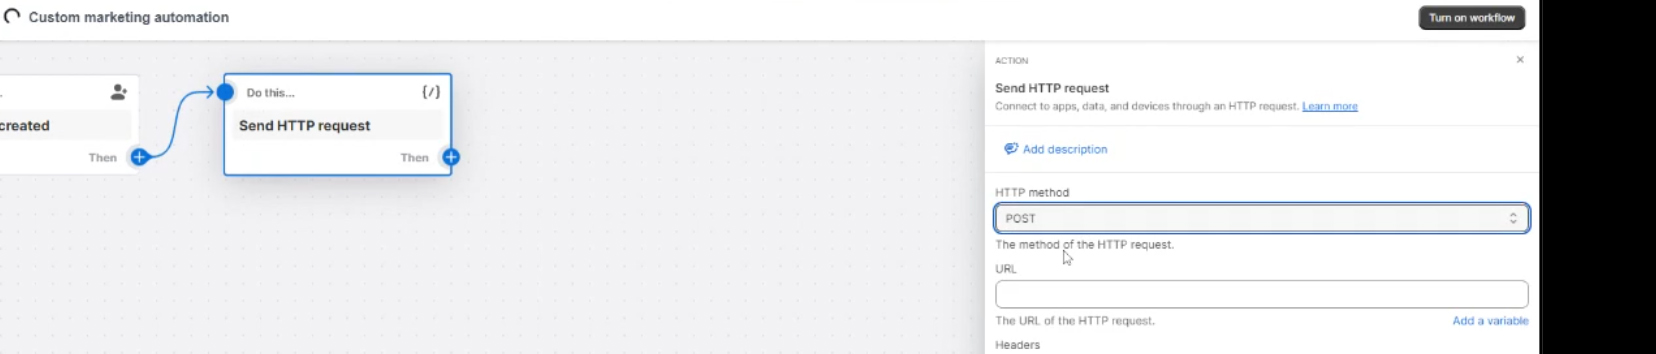 Custom marketing automation
Turn on workflow
created
Then
Do this...
{/}
Send HTTP request
Then
ACTION
Send HTTP request
Connect to apps, data, and devices through an HTTP request. Learn more
Add description
HTTP method
POST
The method of the HTTP request.
URL
The URL of the HTTP request.
Add a variable
Headers